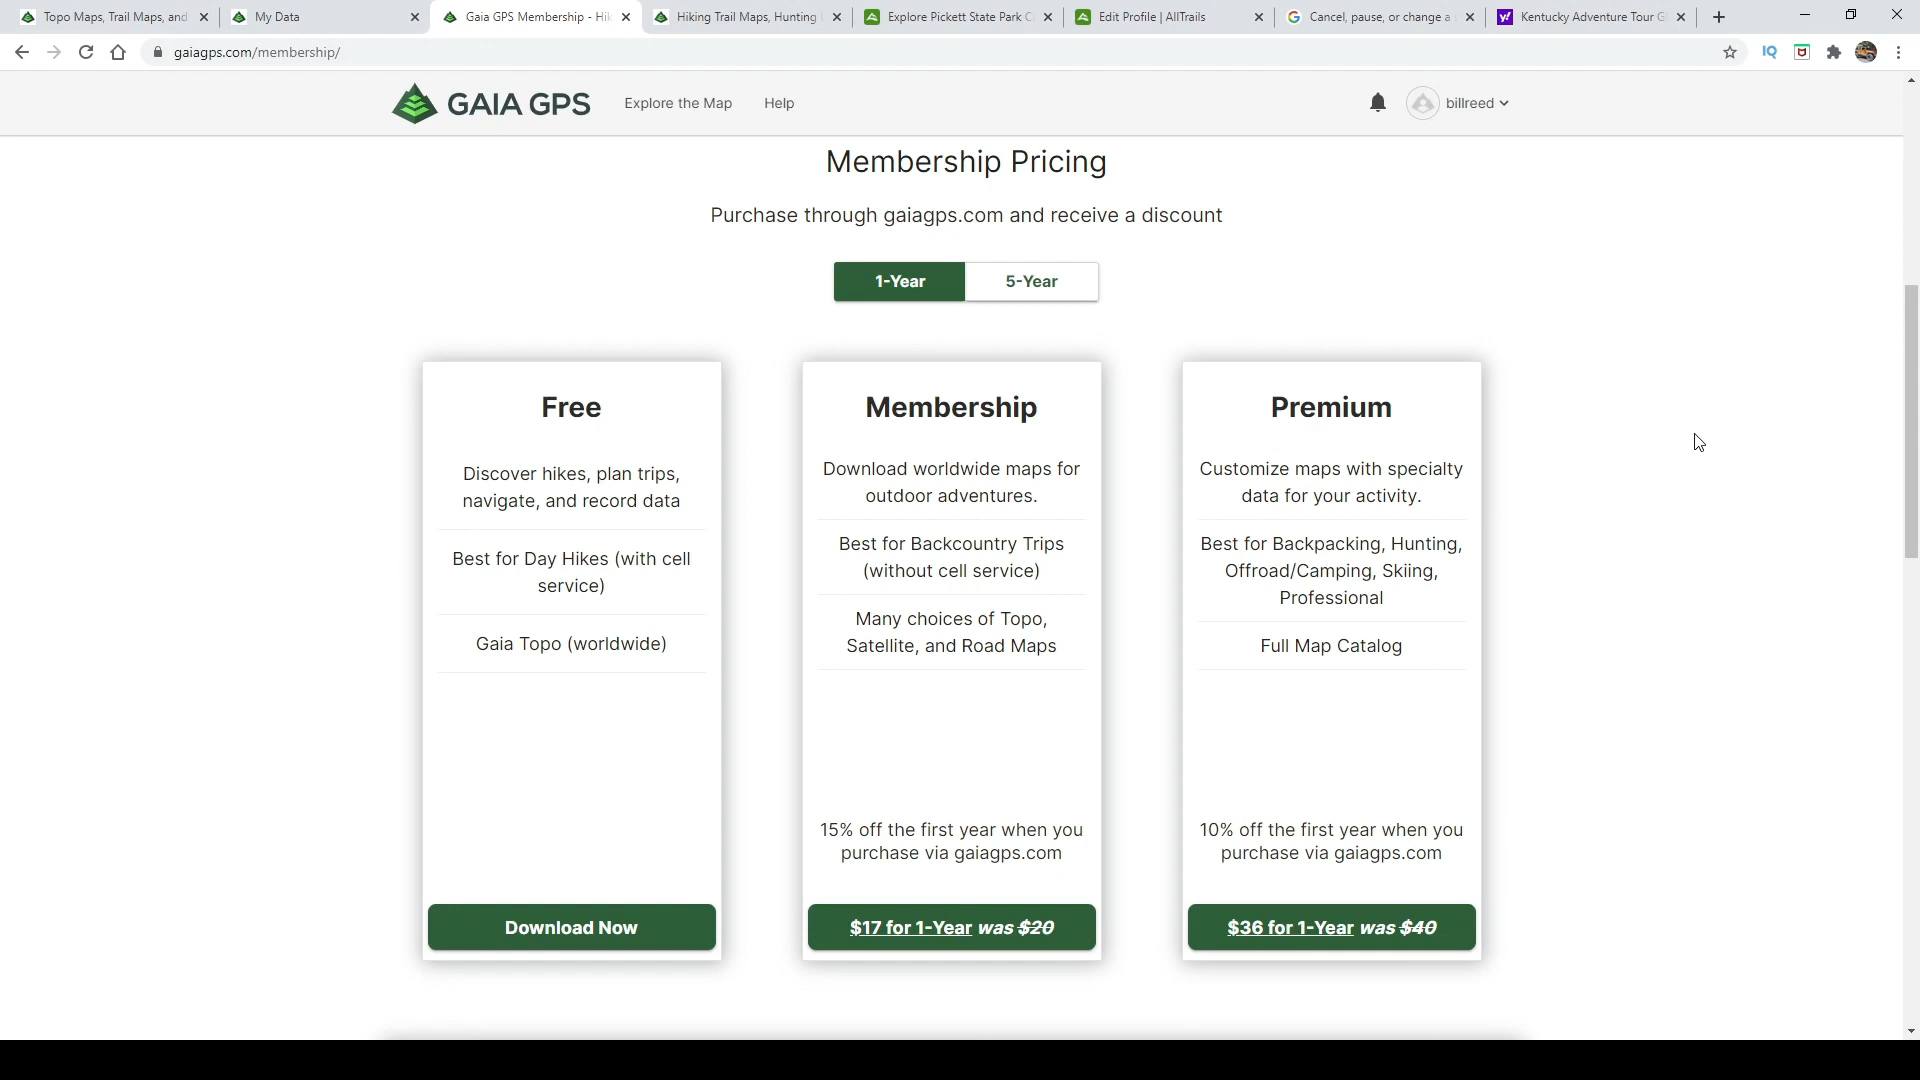 Topo Maps, Trail Maps, and
My Data
Gaia GPS Membership - Hik
Hiking Trail Maps, Hunting
Explore Pickett State Park C
Edit Profile | AllTrails
Cancel, pause, or change a
Kentucky Adventure Tour G
gaiagps.com/membership/
IQ
GAIA GPS
Explore the Map
Help
billreed
Membership Pricing
Purchase through gaiagps.com and receive a discount
1-Year
5-Year
Free
Discover hikes, plan trips,
navigate, and record data
Best for Day Hikes (with cell
service)
Gaia Topo (worldwide)
Download Now
Membership
Download worldwide maps for
outdoor adventures.
Best for Backcountry Trips
(without cell service)
Many choices of Topo,
Satellite, and Road Maps
15% off the first year when you
purchase via gaiagps.com
$17 for 1-Year was $20
Premium
Customize maps with specialty
data for your activity.
Best for Backpacking, Hunting,
Offroad/Camping, Skiing,
Professional
Full Map Catalog
10% off the first year when you
purchase via gaiagps.com
$36 for 1-Year was $40